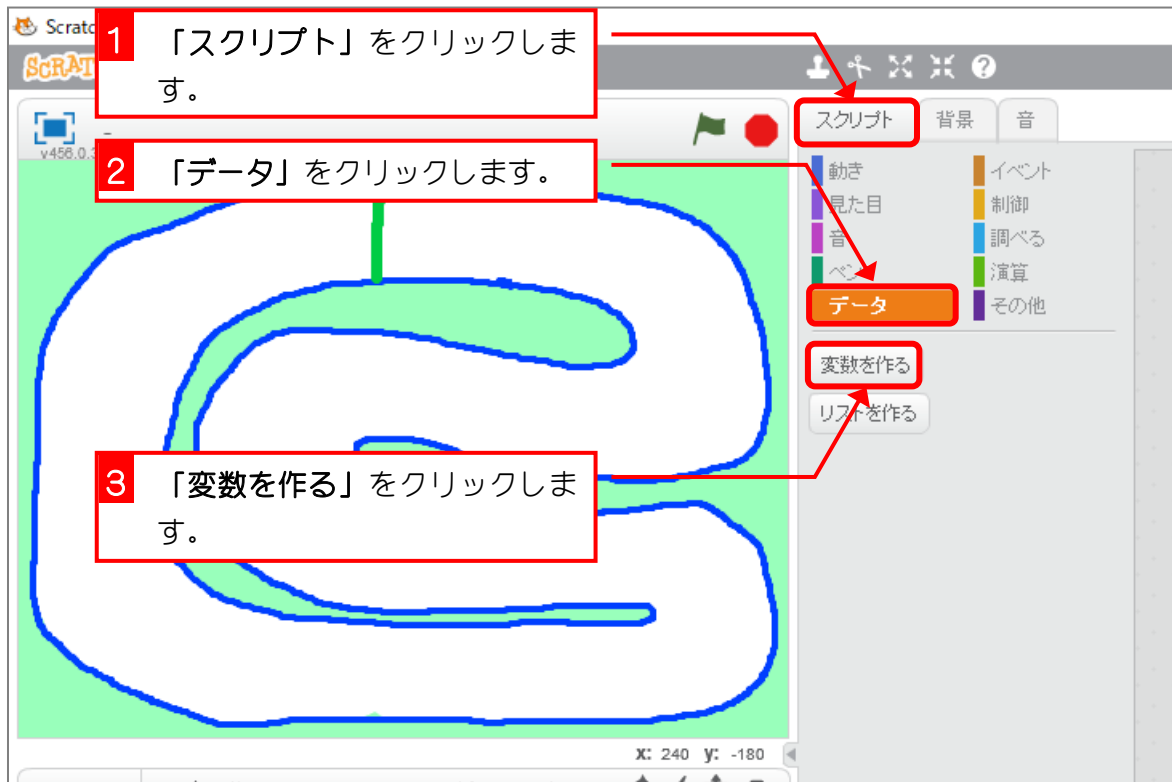 Scratc
1 「スクリプト」をクリックしま
す。
SCRAT
スクリプト 背景 音
v456.0.3
2 「データ」をクリックします。
動き イベント
見た目 制御
音 調べる
ペン 演算
データ その他
変数を作る
リストを作る
3 「変数を作る」をクリックしま
す。
x: 240 y: -180